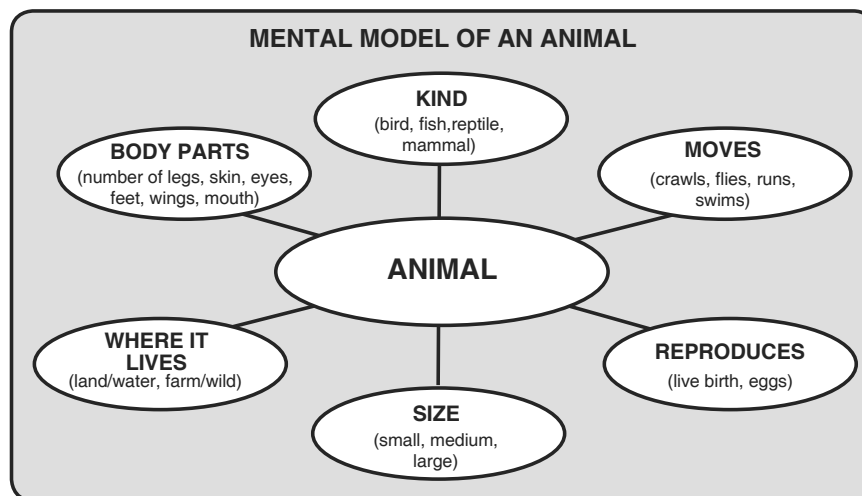 MENTAL MODEL OF AN ANIMAL
KIND
(bird, fish,reptile,
mammal)
BODY PARTS
(number of legs, skin, eyes,
feet, wings, mouth)
MOVES
(crawls, flies, runs,
swims)
ANIMAL
WHERE IT
LIVES
(land/water, farm/wild)
REPRODUCES
(live birth, eggs)
SIZE
(small, medium,
large)